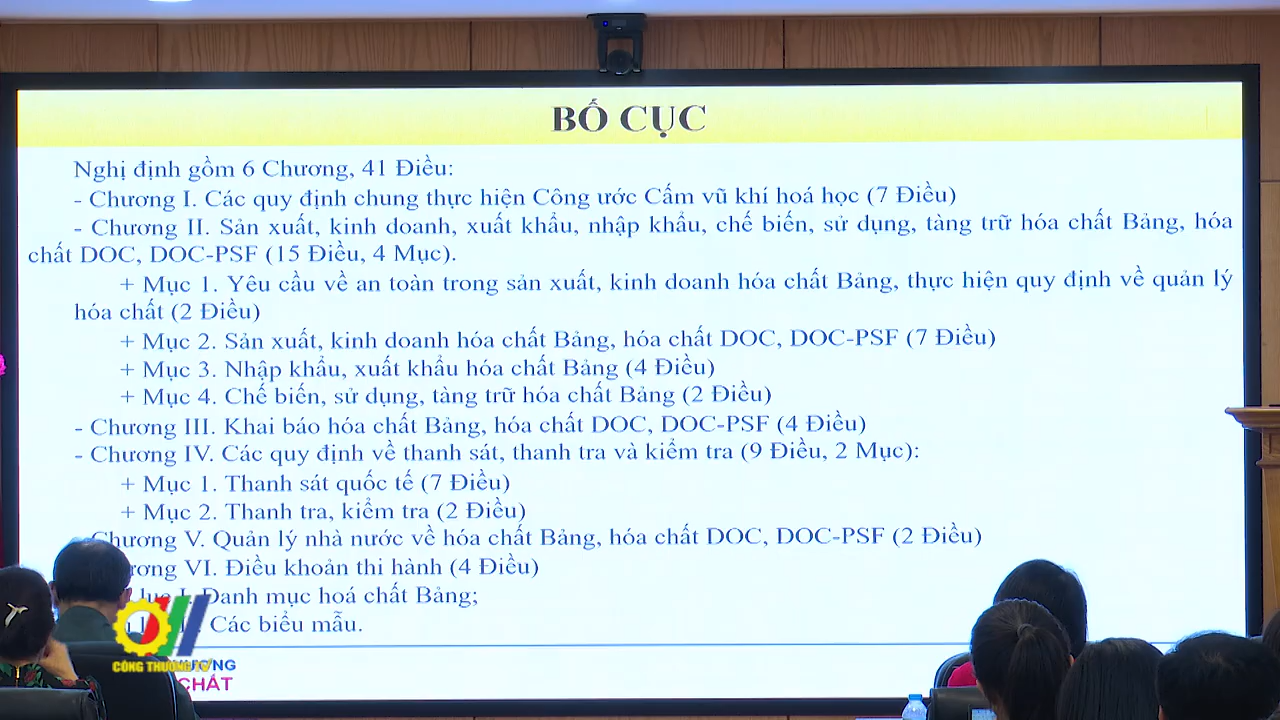 BỐ CỤC
Nghị định gồm 6 Chương, 41 Điều:
- Chương I. Các quy định chung thực hiện Công ước Cấm vũ khí hoá học (7 Điều)
- Chương II. Sản xuất, kinh doanh, xuất khẩu, nhập khẩu, chế biến, sử dụng, tàng trữ hóa chất Bảng, hóa
chất DOC, DOC-PSF (15 Điều, 4 Mục).
+ Mục 1. Yêu cầu về an toàn trong sản xuất, kinh doanh hóa chất Bảng, thực hiện quy định về quản lý
hóa chất (2 Điều)
+ Mục 2. Sản xuất, kinh doanh hóa chất Bảng, hóa chất DOC, DOC-PSF (7 Điều)
+ Mục 3. Nhập khẩu, xuất khẩu hóa chất Bảng (4 Điều)
+ Mục 4. Chế biến, sử dụng, tàng trữ hóa chất Bảng (2 Điều)
- Chương III. Khai báo hóa chất Bảng, hóa chất DOC, DOC-PSF (4 Điều)
- Chương IV. Các quy định về thanh sát, thanh tra và kiểm tra (9 Điều, 2 Mục):
+ Mục 1. Thanh sát quốc tế (7 Điều)
+ Mục 2. Thanh tra, kiểm tra (2 Điều)
Chương V. Quản lý nhà nước về hóa chất Bảng, hóa chất DOC, DOC-PSF (2 Điều)
VI. Điều khoản thi hành (4 Điều)
I. Danh mục hoá chất Bảng;
Các biểu mẫu.
CÔNG THƯƠNG TV
CHẤT